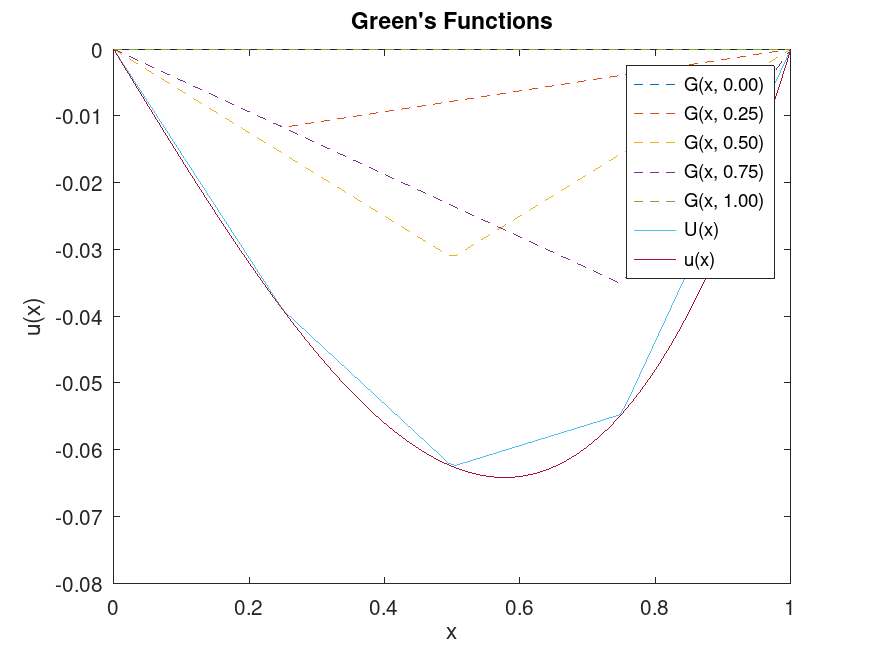 Green's Functions
0
-0.01
-0.02
-0.03
-0.04
-0.05
-0.06
-0.07
-0.08
u(x)
G(x, 0.00)
G(x, 0.25)
G(x, 0.50)
G(x, 0.75)
G(x, 1.00)
U(x)
u(x)
0 0.2 0.4 0.6 0.8 1
x